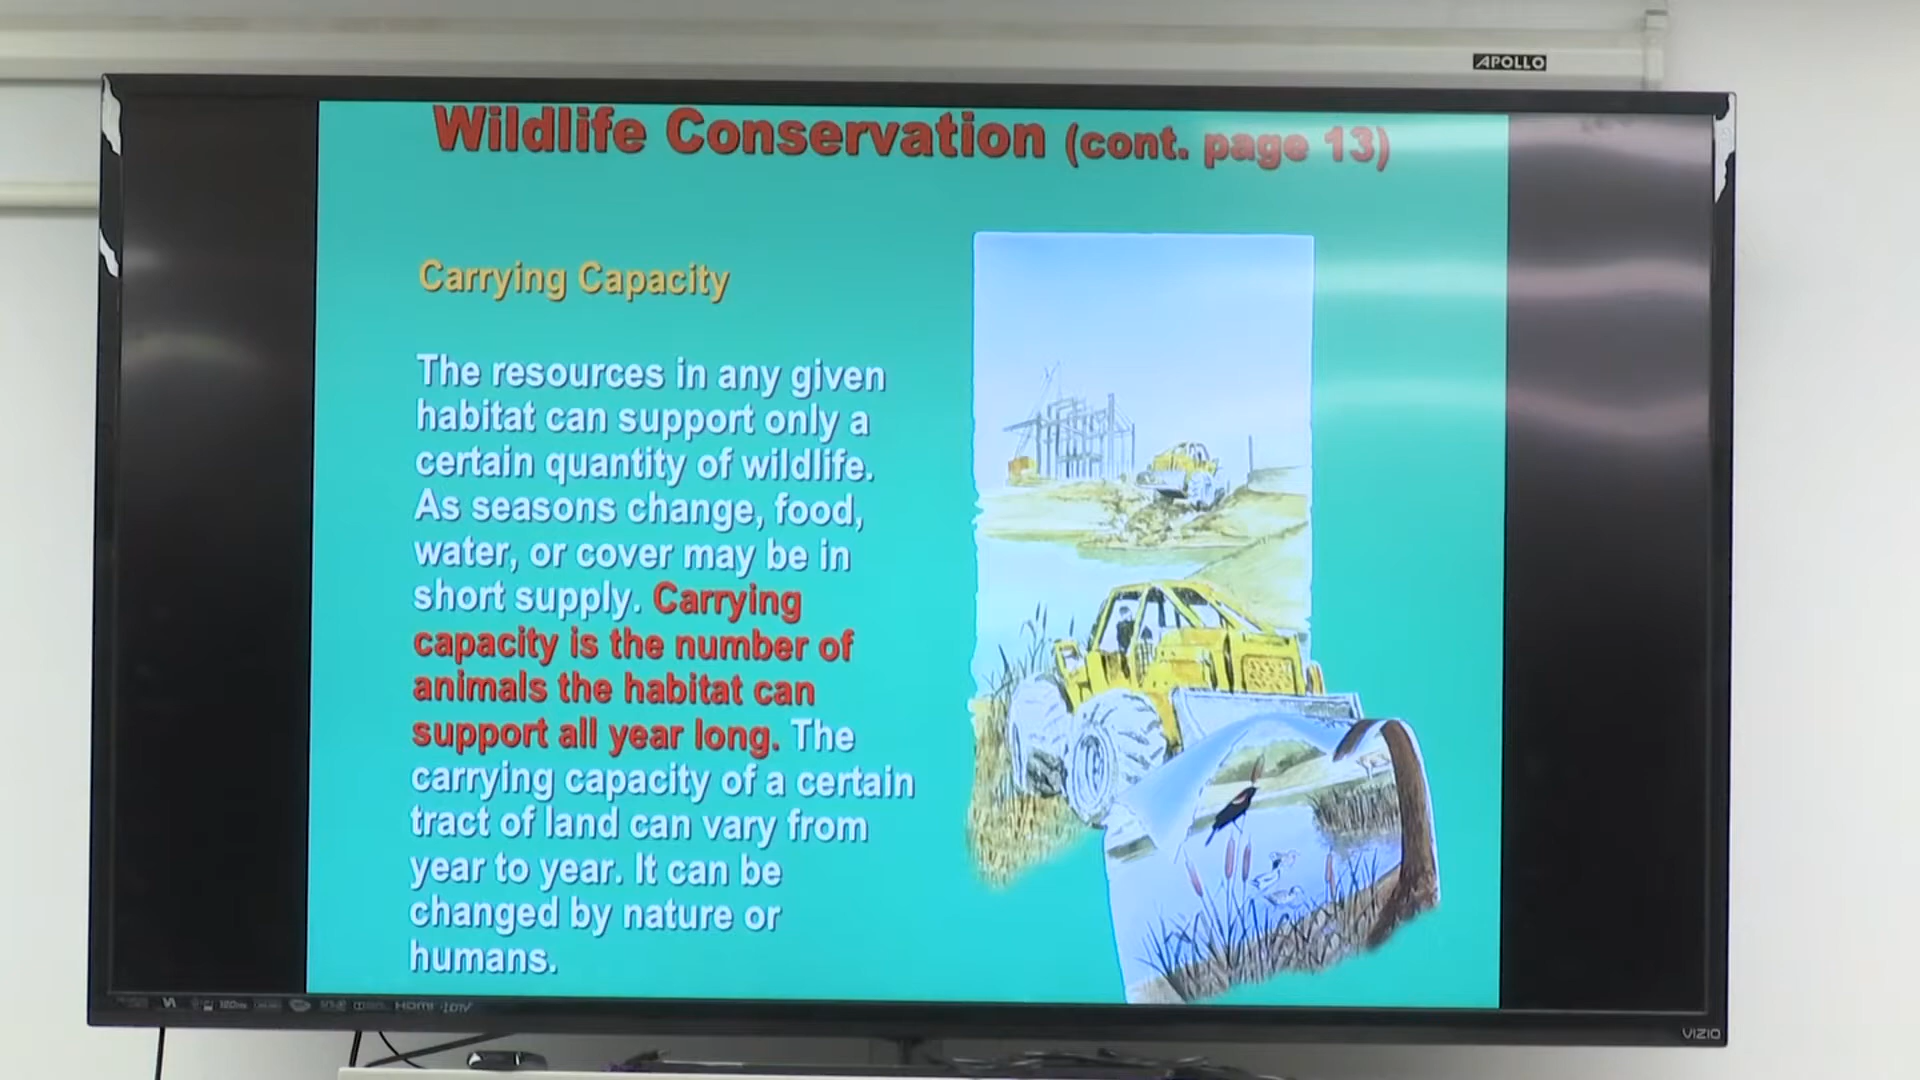 APOLLO
Wildlife Conservation (cont. page 13)
Carrying Capacity
The resources in any given
habitat can support only a
certain quantity of wildlife.
As seasons change, food,
water, or cover may be in
short supply. Carrying
capacity is the number of
animals the habitat can
support all year long. The
carrying capacity of a certain
tract of land can vary from
year to year. It can be
changed by nature or
humans.
HDMI
VIZIO